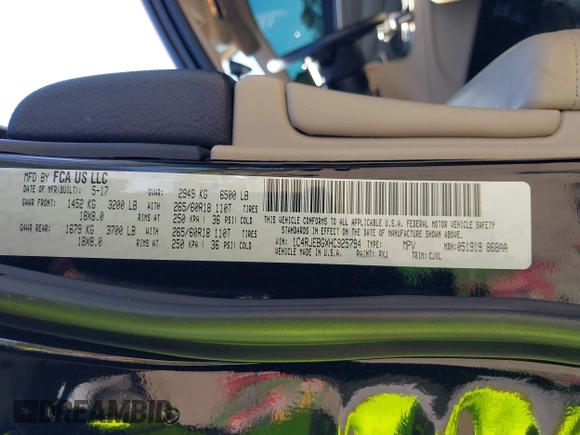 MFD BY FCA US LLC
DATE OF MFR(BUILT): 5-17 GVWR: 2949 KG 6500 LB
GAWR FRONT: 1452 KG 3200 LB WITH 265/60R18 110T TIRES
18X8.0 RIMS AT 250 KPA ( 36 PSI) COLD
GAWR REAR: 1679 KG 3700 LB WITH 265/60R18 110T TIRES
18X8.0 RIMS AT 250 KPA ( 36 PSI) COLD
THIS VEHICLE CONFORMS TO ALL APPLICABLE U.S.A. FEDERAL MOTOR VEHICLE SAFETY
STANDARDS IN EFFECT ON THE DATE OF MANUFACTURE SHOWN ABOVE.
VIN: 1C4RJEBGXHC925794 TYPE: MPV MDH: 051919 868AA
VEHICLE MADE IN U.S.A. PAINT: PXJ TRIM: CJXL
DREAMBID